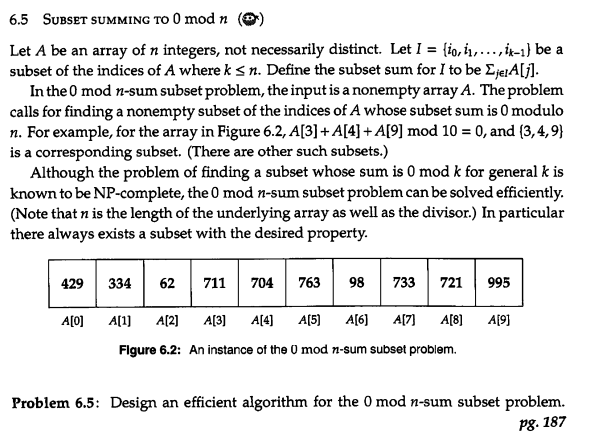 6.5 SUBSET SUMMING TO 0 mod n ()
Let A be an array of n integers, not necessarily distinct. Let I = {i₀, i₁, . . . , iₖ₋₁} be a
subset of the indices of A where k ≤ n. Define the subset sum for I to be Σⱼ∈I A[j].
In the 0 mod n-sum subset problem, the input is a nonempty array A. The problem
calls for finding a nonempty subset of the indices of A whose subset sum is 0 modulo
n. For example, for the array in Figure 6.2, A[3] + A[4] + A[9] mod 10 = 0, and {3, 4, 9}
is a corresponding subset. (There are other such subsets.)
Although the problem of finding a subset whose sum is 0 mod k for general k is
known to be NP-complete, the 0 mod n-sum subset problem can be solved efficiently.
(Note that n is the length of the underlying array as well as the divisor.) In particular
there always exists a subset with the desired property.
429 334 62 711 704 763 98 733 721 995
A[0] A[1] A[2] A[3] A[4] A[5] A[6] A[7] A[8] A[9]
Figure 6.2: An instance of the 0 mod n-sum subset problem.
Problem 6.5: Design an efficient algorithm for the 0 mod n-sum subset problem.
pg. 187